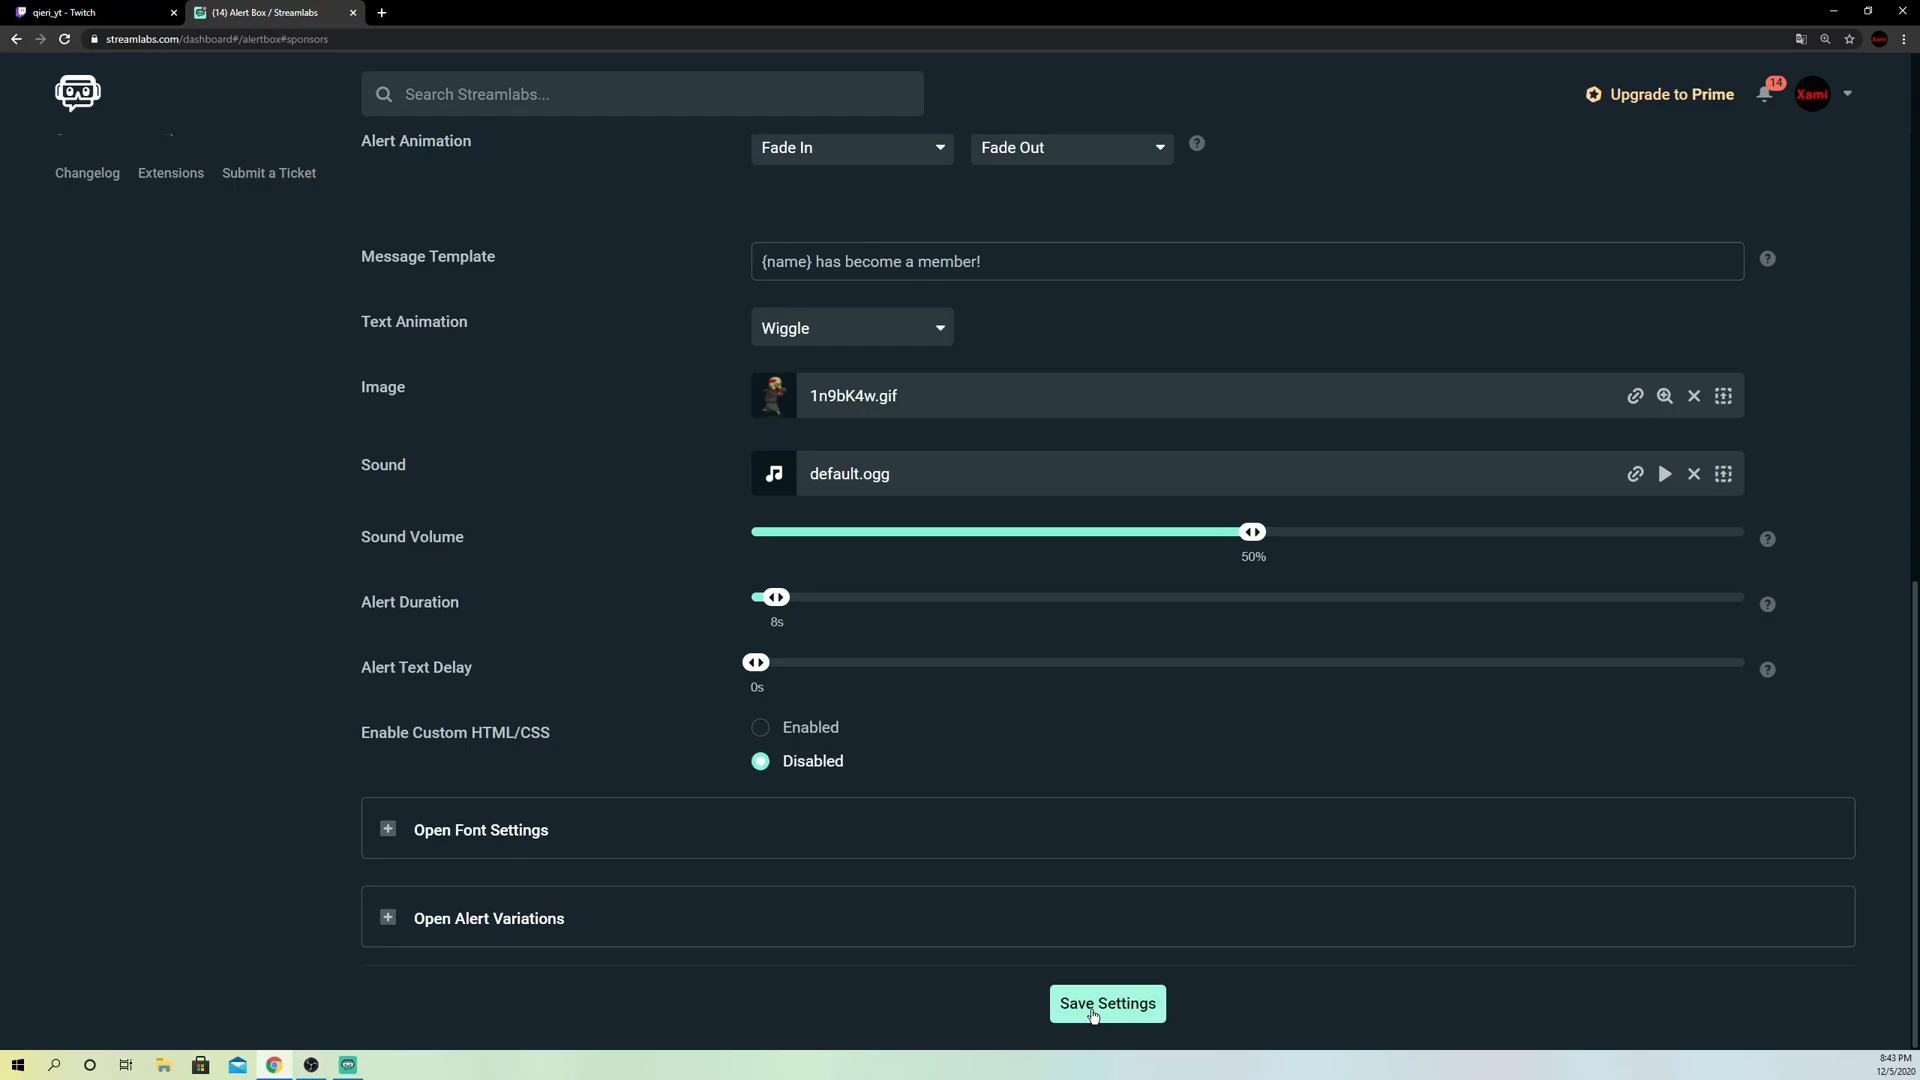 qieri_yt - Twitch
(14) Alert Box / Streamlabs
streamlabs.com/dashboard#/alertbox#sponsors
Search Streamlabs...
Upgrade to Prime
14
Xami
Changelog Extensions Submit a Ticket
Alert Animation
Fade In
Fade Out
Message Template
{name} has become a member!
Text Animation
Wiggle
Image
1n9bK4w.gif
Sound
default.ogg
Sound Volume
50%
Alert Duration
8s
Alert Text Delay
0s
Enable Custom HTML/CSS
Enabled
Disabled
Open Font Settings
Open Alert Variations
Save Settings
8:43 PM
12/5/2020